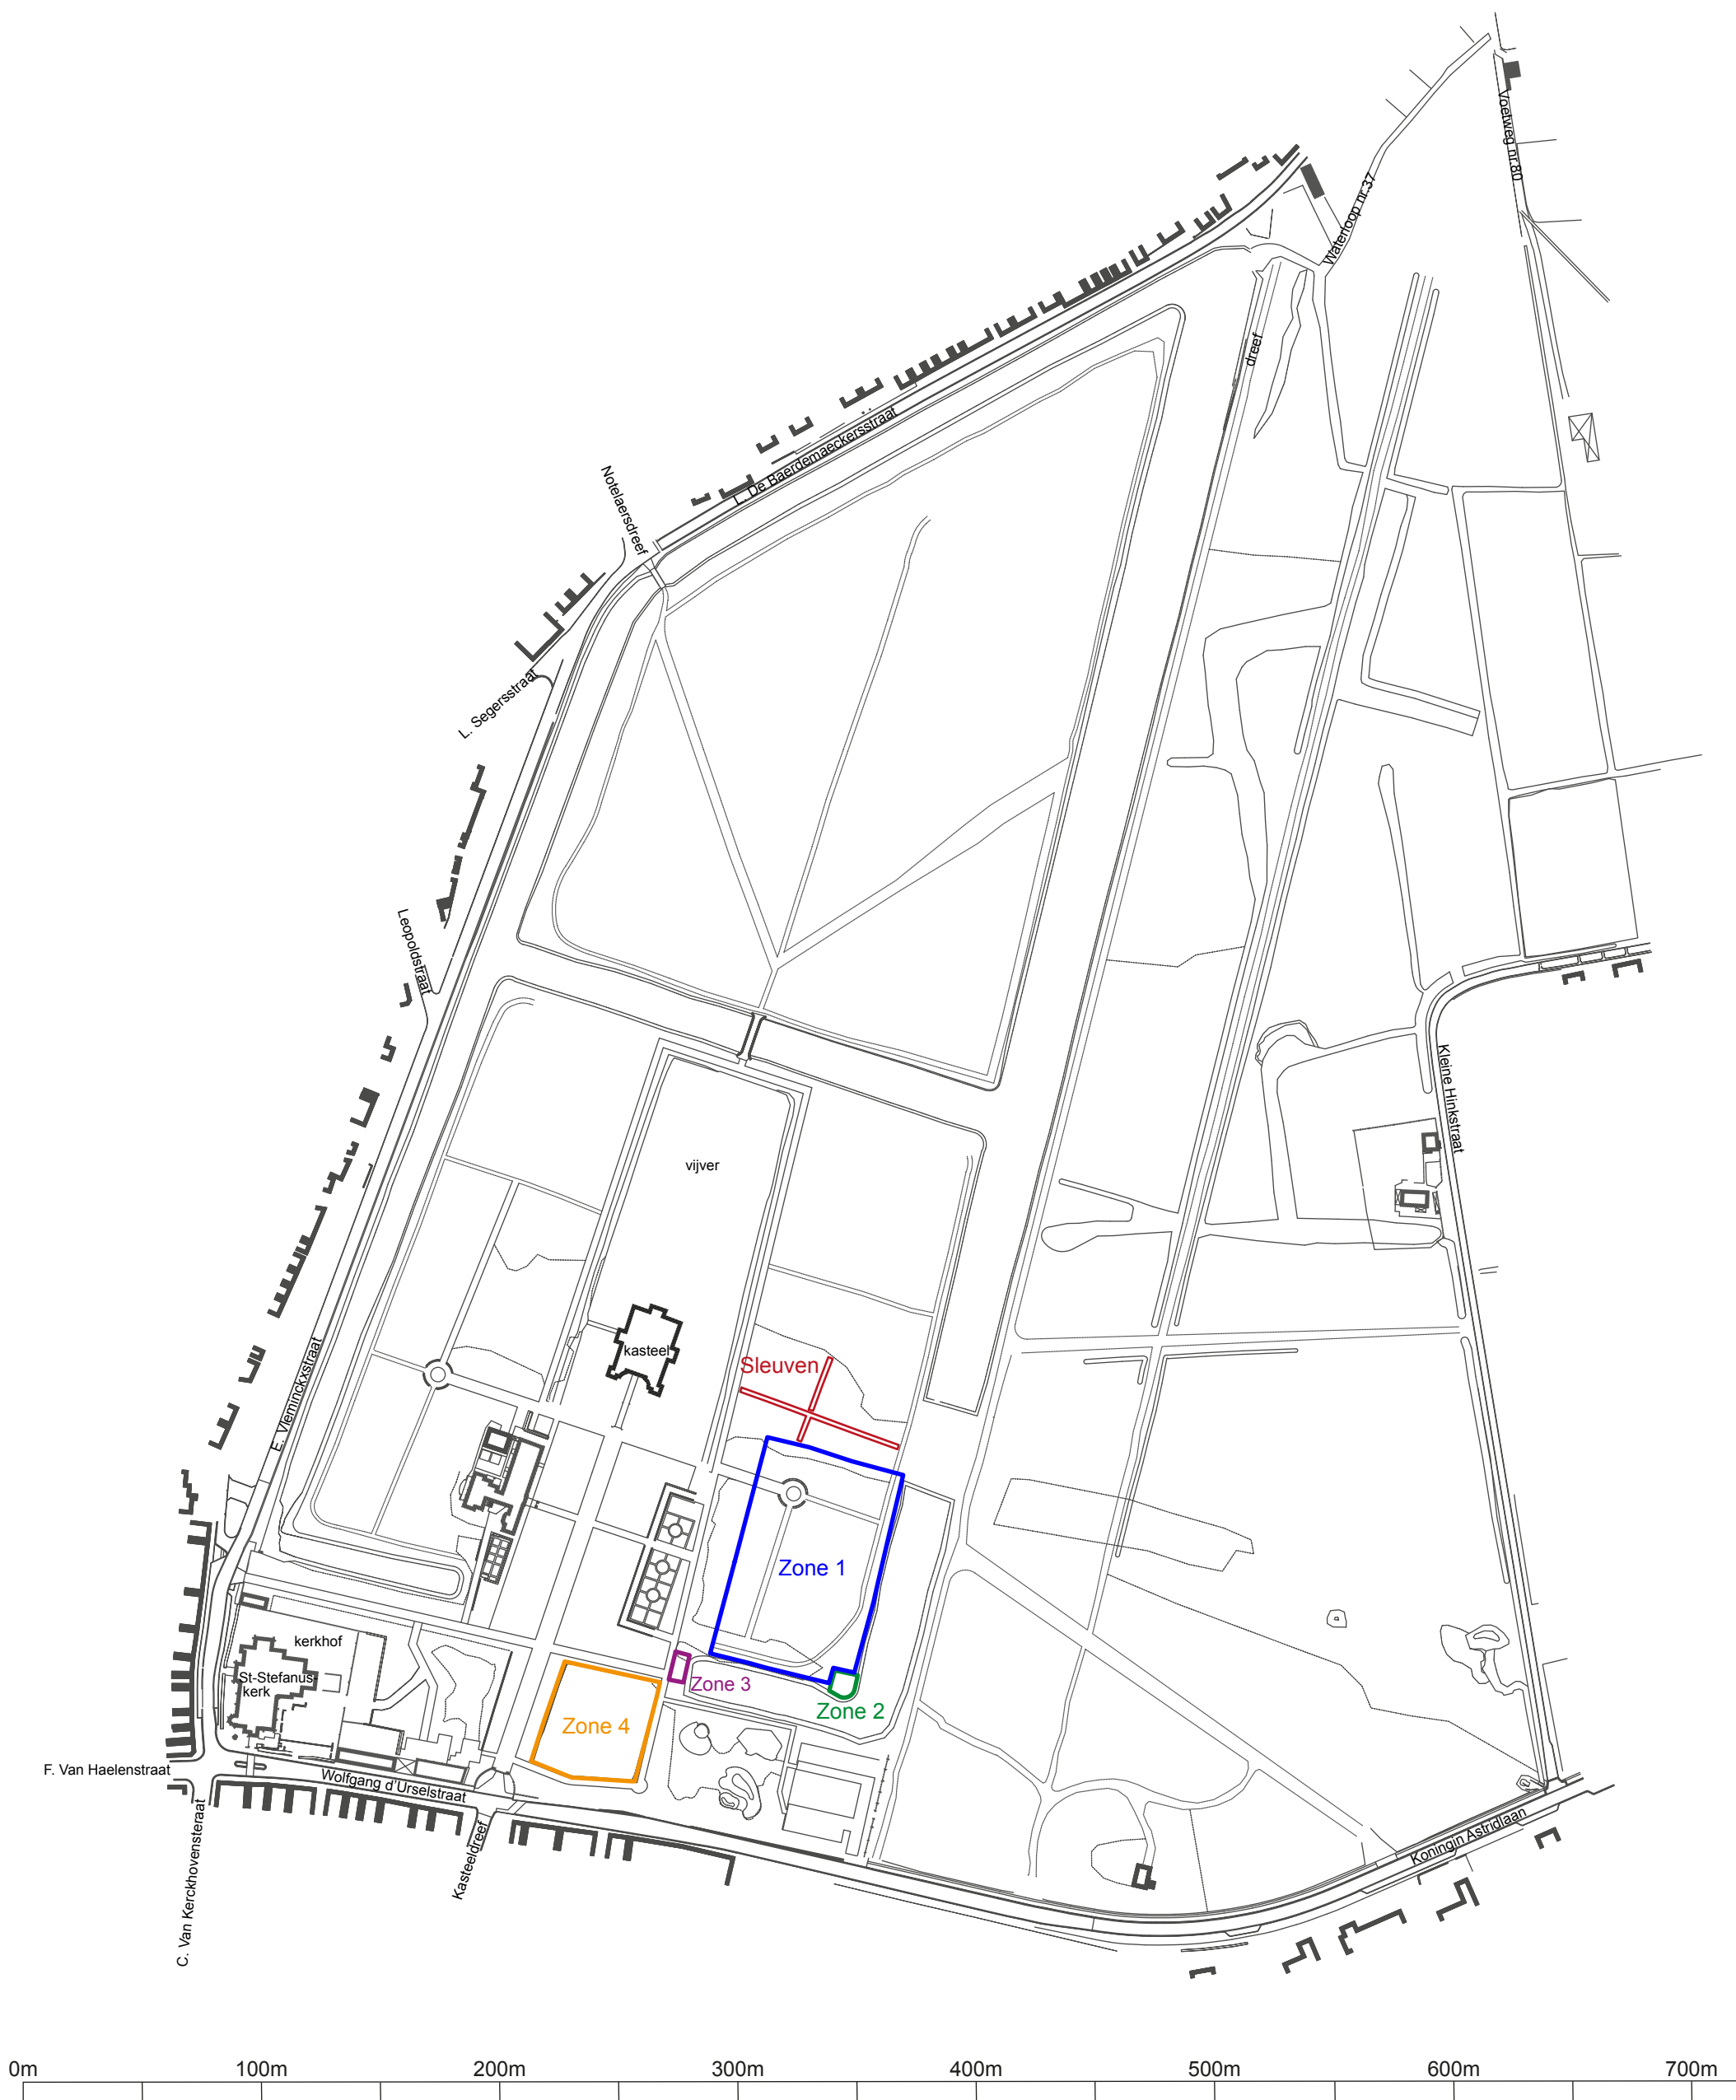 Voetweg nr.80
Waterloop nr.37
dreef
L. De Baerdemaeckersstraat
Notelaersdreef
L. Segersstraat
Leopoldstraat
Kleine Hinkstraat
vijver
kasteel
Sleuven
E. Vleminckxstraat
Zone 1
kerkhof
St-Stefanus-
kerk
Zone 3
Zone 2
Zone 4
F. Van Haelenstraat
Wolfgang d'Urselstraat
C. Van Kerckhovensteraat
Kasteeldreef
Koningin Astridlaan
0m 100m 200m 300m 400m 500m 600m 700m